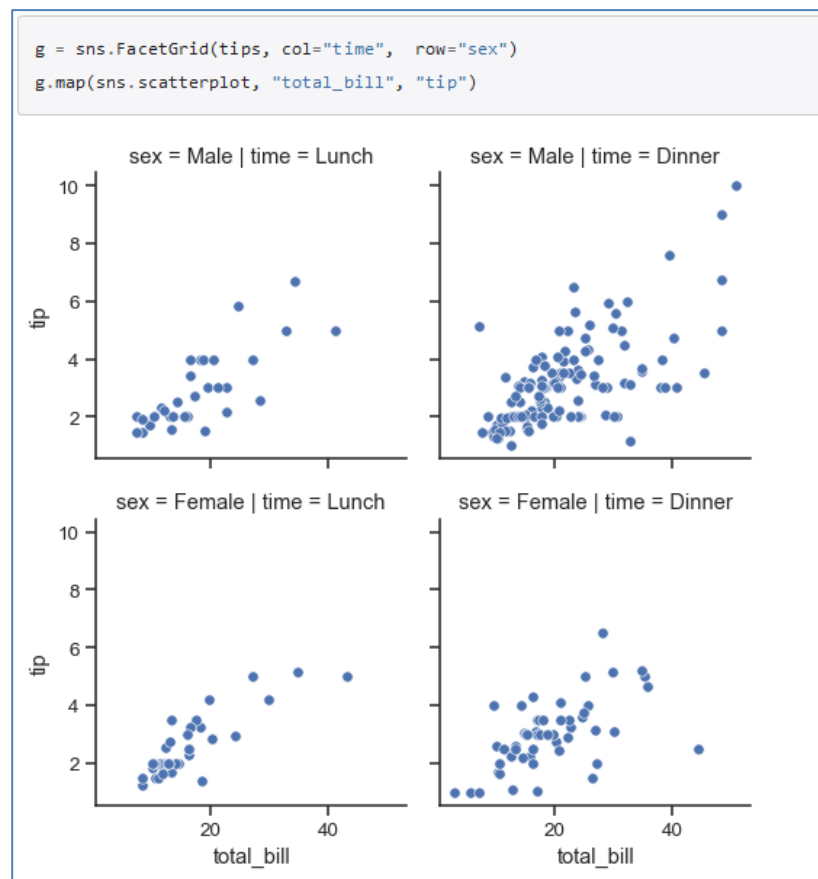 g = sns.FacetGrid(tips, col="time",  row="sex")
g.map(sns.scatterplot, "total_bill", "tip")
sex = Male | time = Lunch
sex = Male | time = Dinner
10
8
6
4
2
tip
sex = Female | time = Lunch
sex = Female | time = Dinner
10
8
6
4
2
tip
20
40
20
40
total_bill
total_bill